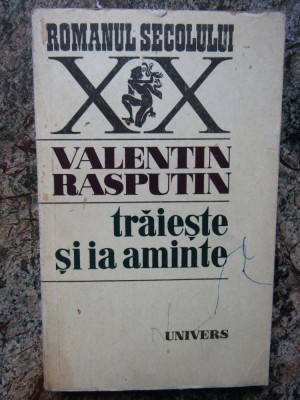 ROMANUL SECOLULUI
XX
VALENTIN
RASPUTIN
trăiește
și ia aminte
UNIVERS